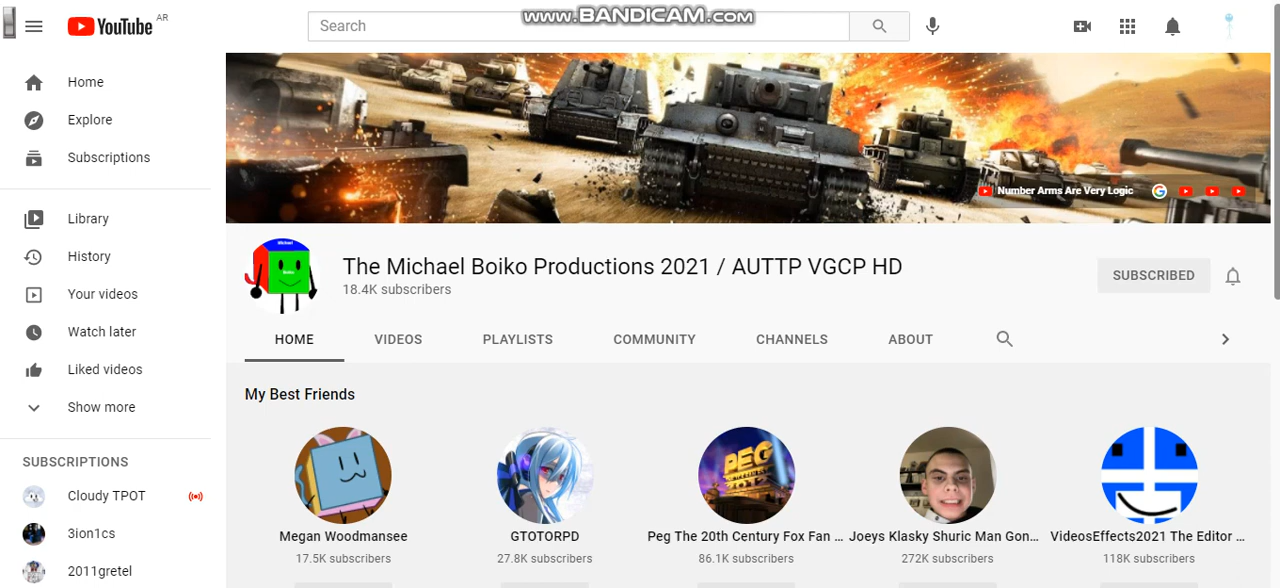 www.BANDICAM.com
YouTube AR
Search
Home
Explore
Subscriptions
Library
History
Your videos
Watch later
Liked videos
Show more
SUBSCRIPTIONS
Cloudy TPOT
3ion1cs
2011gretel
Number Arms Are Very Logic
Michael
Boiko
The Michael Boiko Productions 2021 / AUTTP VGCP HD
18.4K subscribers
SUBSCRIBED
HOME VIDEOS PLAYLISTS COMMUNITY CHANNELS ABOUT
My Best Friends
PEG
2012
Megan Woodmansee GTOTORPD Peg The 20th Century Fox Fan ... Joeys Klasky Shuric Man Gon... VideosEffects2021 The Editor ...
17.5K subscribers 27.8K subscribers 86.1K subscribers 272K subscribers 118K subscribers